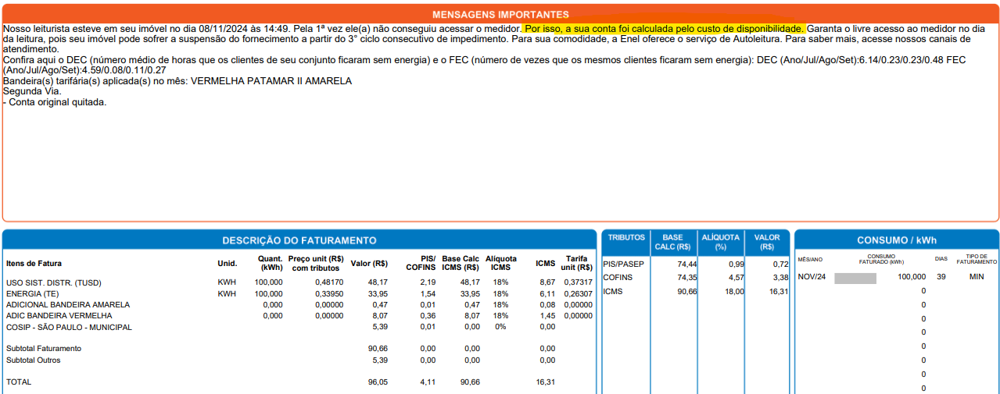 MENSAGENS IMPORTANTES
Nosso leiturista esteve em seu imóvel no dia 08/11/2024 às 14:49. Pela 1ª vez ele(a) não conseguiu acessar o medidor. Por isso, a sua conta foi calculada pelo custo de disponibilidade. Garanta o livre acesso ao medidor no dia
da leitura, pois seu imóvel pode sofrer a suspensão do fornecimento a partir do 3° ciclo consecutivo de impedimento. Para sua comodidade, a Enel oferece o serviço de Autoleitura. Para saber mais, acesse nossos canais de
atendimento.
Confira aqui o DEC (número médio de horas que os clientes de seu conjunto ficaram sem energia) e o FEC (número de vezes que os mesmos clientes ficaram sem energia): DEC (Ano/Jul/Ago/Set):6.14/0.23/0.23/0.48 FEC
(Ano/Jul/Ago/Set):4.59/0.08/0.11/0.27
Bandeira(s) tarifária(s) aplicada(s) no mês: VERMELHA PATAMAR II AMARELA
Segunda Via.
- Conta original quitada.
DESCRIÇÃO DO FATURAMENTO
Itens de Fatura Unid. Quant. (kWh) Preço unit (R$) com tributos Valor (R$) PIS/ COFINS Base Calc ICMS (R$) Alíquota ICMS ICMS Tarifa unit (R$)
USO SIST. DISTR. (TUSD) KWH 100,000 0,48170 48,17 2,19 48,17 18% 8,67 0,37317
ENERGIA (TE) KWH 100,000 0,33950 33,95 1,54 33,95 18% 6,11 0,26307
ADICIONAL BANDEIRA AMARELA 0,000 0,00000 0,47 0,01 0,47 18% 0,08 0,00000
ADIC BANDEIRA VERMELHA 0,000 0,00000 8,07 0,36 8,07 18% 1,45 0,00000
COSIP - SÃO PAULO - MUNICIPAL 5,39 0,01 0,00 0% 0,00
Subtotal Faturamento 90,66 0,00 0,00 0,00
Subtotal Outros 5,39 0,00 0,00 0,00
TOTAL 96,05 4,11 90,66 16,31
TRIBUTOS BASE CALC (R$) ALÍQUOTA (%) VALOR (R$)
PIS/PASEP 74,44 0,99 0,72
COFINS 74,35 4,57 3,38
ICMS 90,66 18,00 16,31
CONSUMO / kWh
MÊS/ANO CONSUMO FATURADO (kWh) DIAS TIPO DE FATURAMENTO
NOV/24 100,000 39 MIN
0
0
0
0
0
0
0
0